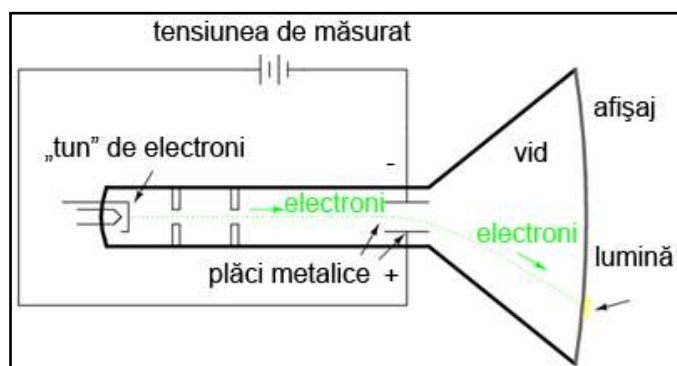 tensiunea de măsurat
afişaj
„tun” de electroni
vid
-
electroni
electroni
plăci metalice +
lumină